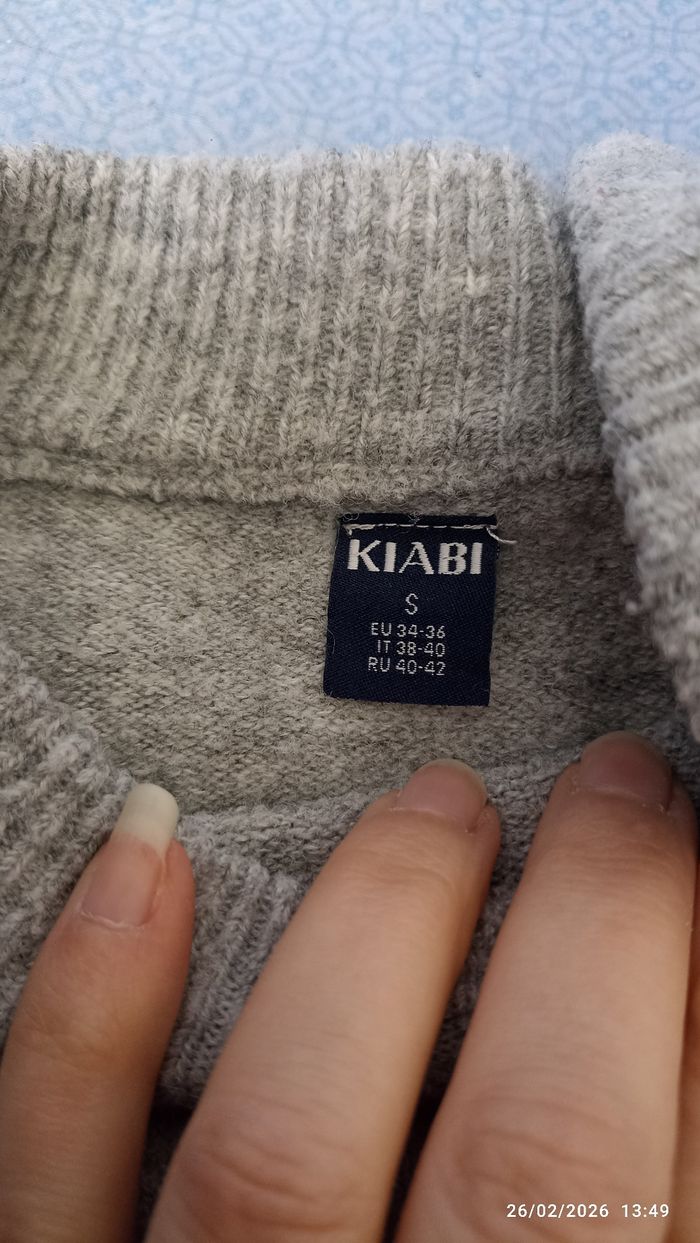 KIABI
S
EU 34-36
IT 38-40
RU 40-42
26/02/2026 13:49